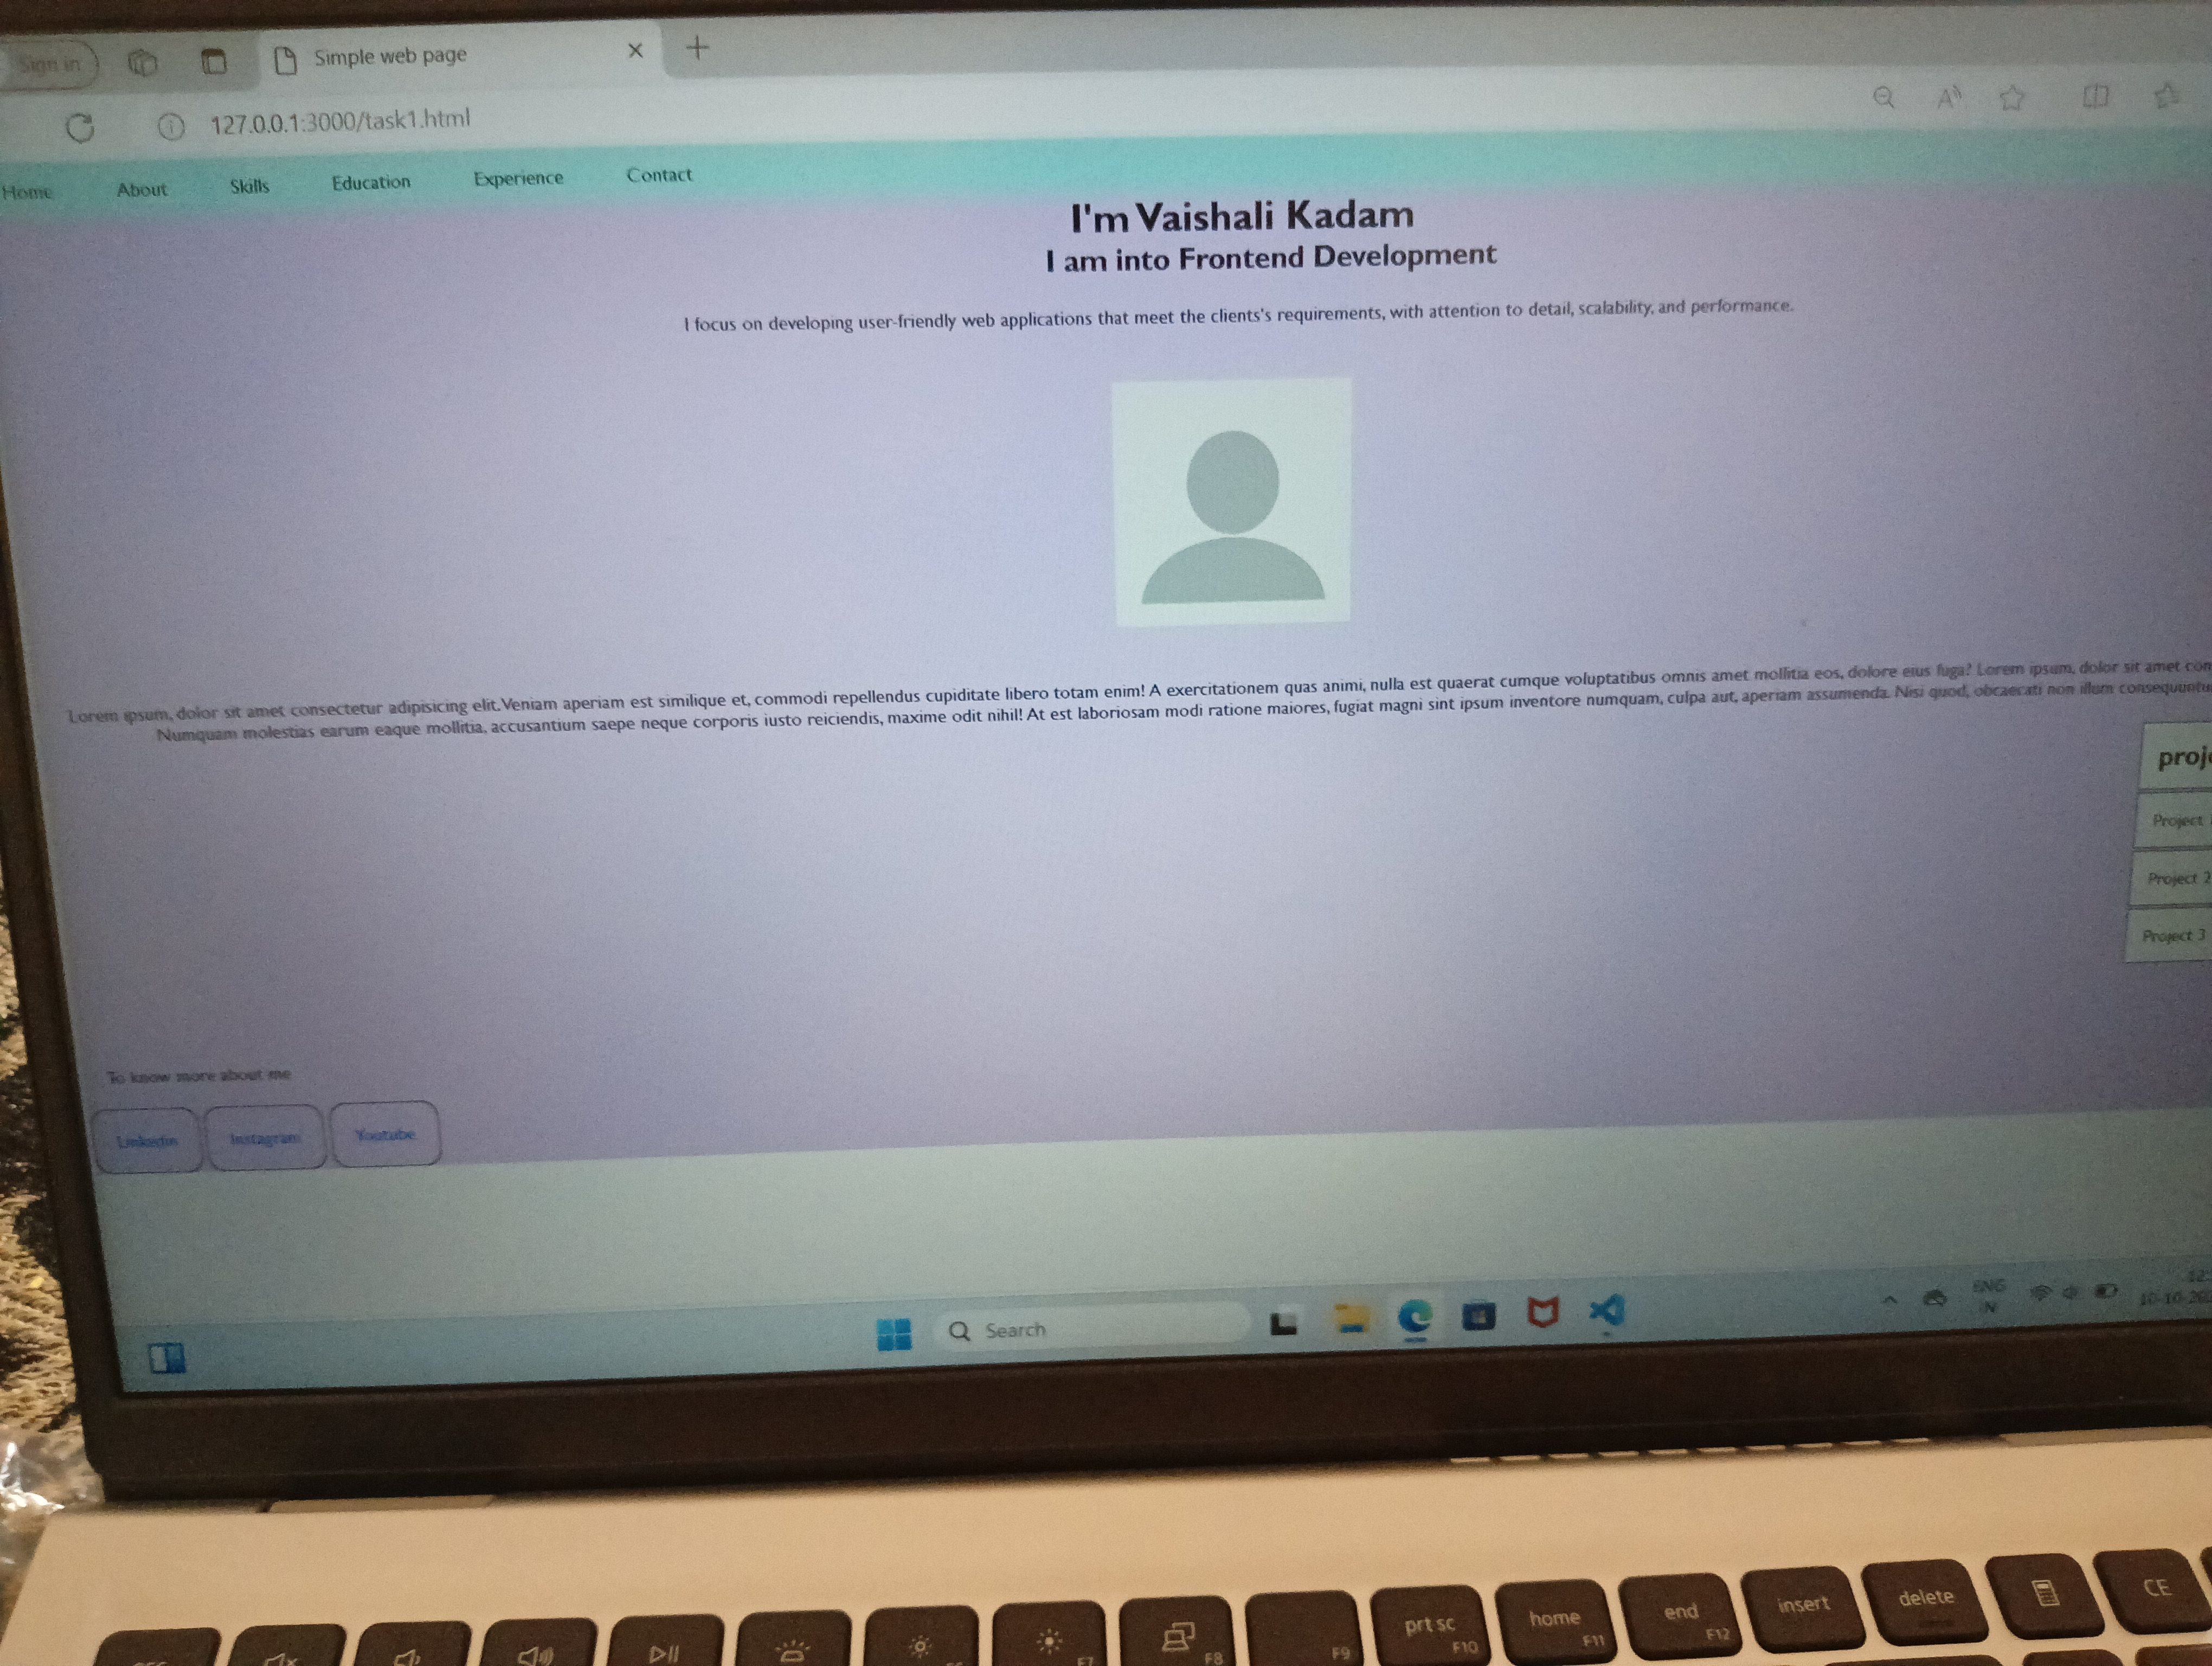 Sign in
Simple web page
127.0.0.1:3000/task1.html
Home About Skills Education Experience Contact
I'm Vaishali Kadam
I am into Frontend Development
I focus on developing user-friendly web applications that meet the clients's requirements, with attention to detail, scalability, and performance.
Lorem ipsum, dolor sit amet consectetur adipisicing elit. Veniam aperiam est similique et, commodi repellendus cupiditate libero totam enim! A exercitationem quas animi, nulla est quaerat cumque voluptatibus omnis amet mollitia eos, dolore eius fuga? Lorem ipsum, dolor sit amet con
Numquam molestias earum eaque mollitia, accusantium saepe neque corporis iusto reiciendis, maxime odit nihil! At est laboriosam modi ratione maiores, fugiat magni sint ipsum inventore numquam, culpa aut, aperiam assumenda. Nisi quod, obcaecati non illum consequuntu
proje
Project
Project 2
Project 3
To know more about me
Linkedin Instagram Youtube
Search
ENG
IN
12:
10-10-202
F7 F8 F9
prt sc F10
home F11
end F12
insert
delete
CE